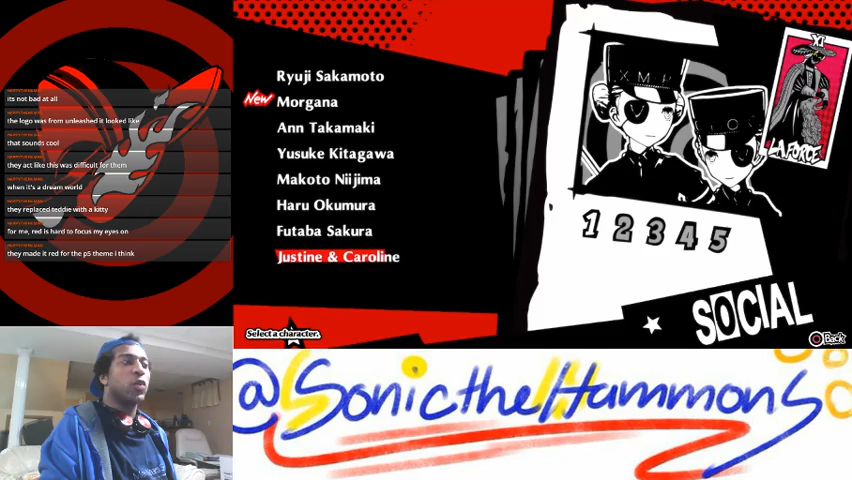 its not bad at all
the logo was from unleashed it looked like
that sounds cool
they act like this was difficult for them
when it's a dream world
they replaced teddie with a kitty
for me, red is hard to focus my eyes on
they made it red for the p5 theme i think
Ryuji Sakamoto
New
Morgana
Ann Takamaki
Yusuke Kitagawa
Makoto Niijima
Haru Okumura
Futaba Sakura
Justine & Caroline
Select a character.
XI
LA FORCE
1 2 3 4 5
SOCIAL
Back
@SonictheHammons